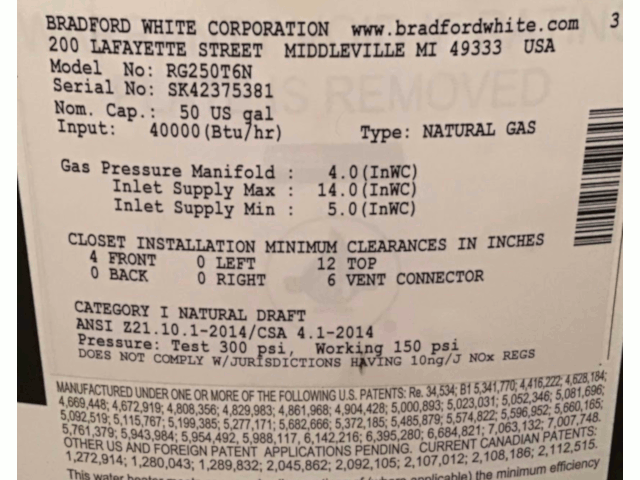 BRADFORD WHITE CORPORATION www.bradfordwhite.com 3
200 LAFAYETTE STREET MIDDLEVILLE MI 49333 USA
Model No: RG250T6N
Serial No: SK42375381
Nom. Cap.: 50 US gal
Input: 40000(Btu/hr) Type: NATURAL GAS
Gas Pressure Manifold : 4.0(InWC)
Inlet Supply Max : 14.0(InWC)
Inlet Supply Min : 5.0(InWC)
CLOSET INSTALLATION MINIMUM CLEARANCES IN INCHES
4 FRONT 0 LEFT 12 TOP
0 BACK 0 RIGHT 6 VENT CONNECTOR
CATEGORY I NATURAL DRAFT
ANSI Z21.10.1-2014/CSA 4.1-2014
Pressure: Test 300 psi, Working 150 psi
DOES NOT COMPLY W/JURISDICTIONS HAVING 10ng/J NOx REGS
MANUFACTURED UNDER ONE OR MORE OF THE FOLLOWING U.S. PATENTS: Re. 34,534; B1 5,341,770; 4,416,222; 4,628,184;
4,669,448; 4,672,919; 4,808,356; 4,829,983; 4,861,968; 4,904,428; 5,000,893; 5,023,031; 5,052,346; 5,081,696;
5,092,519; 5,115,767; 5,199,385; 5,277,171; 5,682,666; 5,372,185; 5,485,879; 5,574,822; 5,596,952; 5,660,165;
5,761,379; 5,943,984; 5,954,492; 5,988,117; 6,142,216; 6,395,280; 6,684,821; 7,063,132; 7,007,748.
OTHER US AND FOREIGN PATENT APPLICATIONS PENDING. CURRENT CANADIAN PATENTS:
1,272,914; 1,280,043; 1,289,832; 2,045,862; 2,092,105; 2,107,012; 2,108,186; 2,112,515.
the minimum efficiency